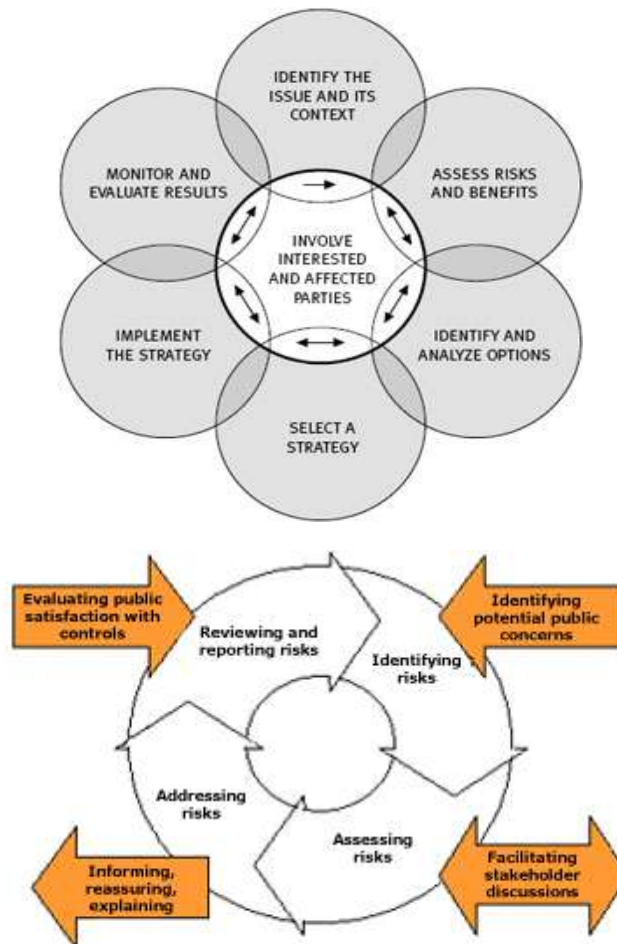 IDENTIFY THE
ISSUE AND ITS
CONTEXT
MONITOR AND
EVALUATE RESULTS
ASSESS RISKS
AND BENEFITS
INVOLVE
INTERESTED
AND AFFECTED
PARTIES
IMPLEMENT
THE STRATEGY
IDENTIFY AND
ANALYZE OPTIONS
SELECT A
STRATEGY
Evaluating public
satisfaction with
controls
Identifying
potential public
concerns
Reviewing and
reporting risks
Identifying
risks
Addressing
risks
Assessing
risks
Informing,
reassuring,
explaining
Facilitating
stakeholder
discussions